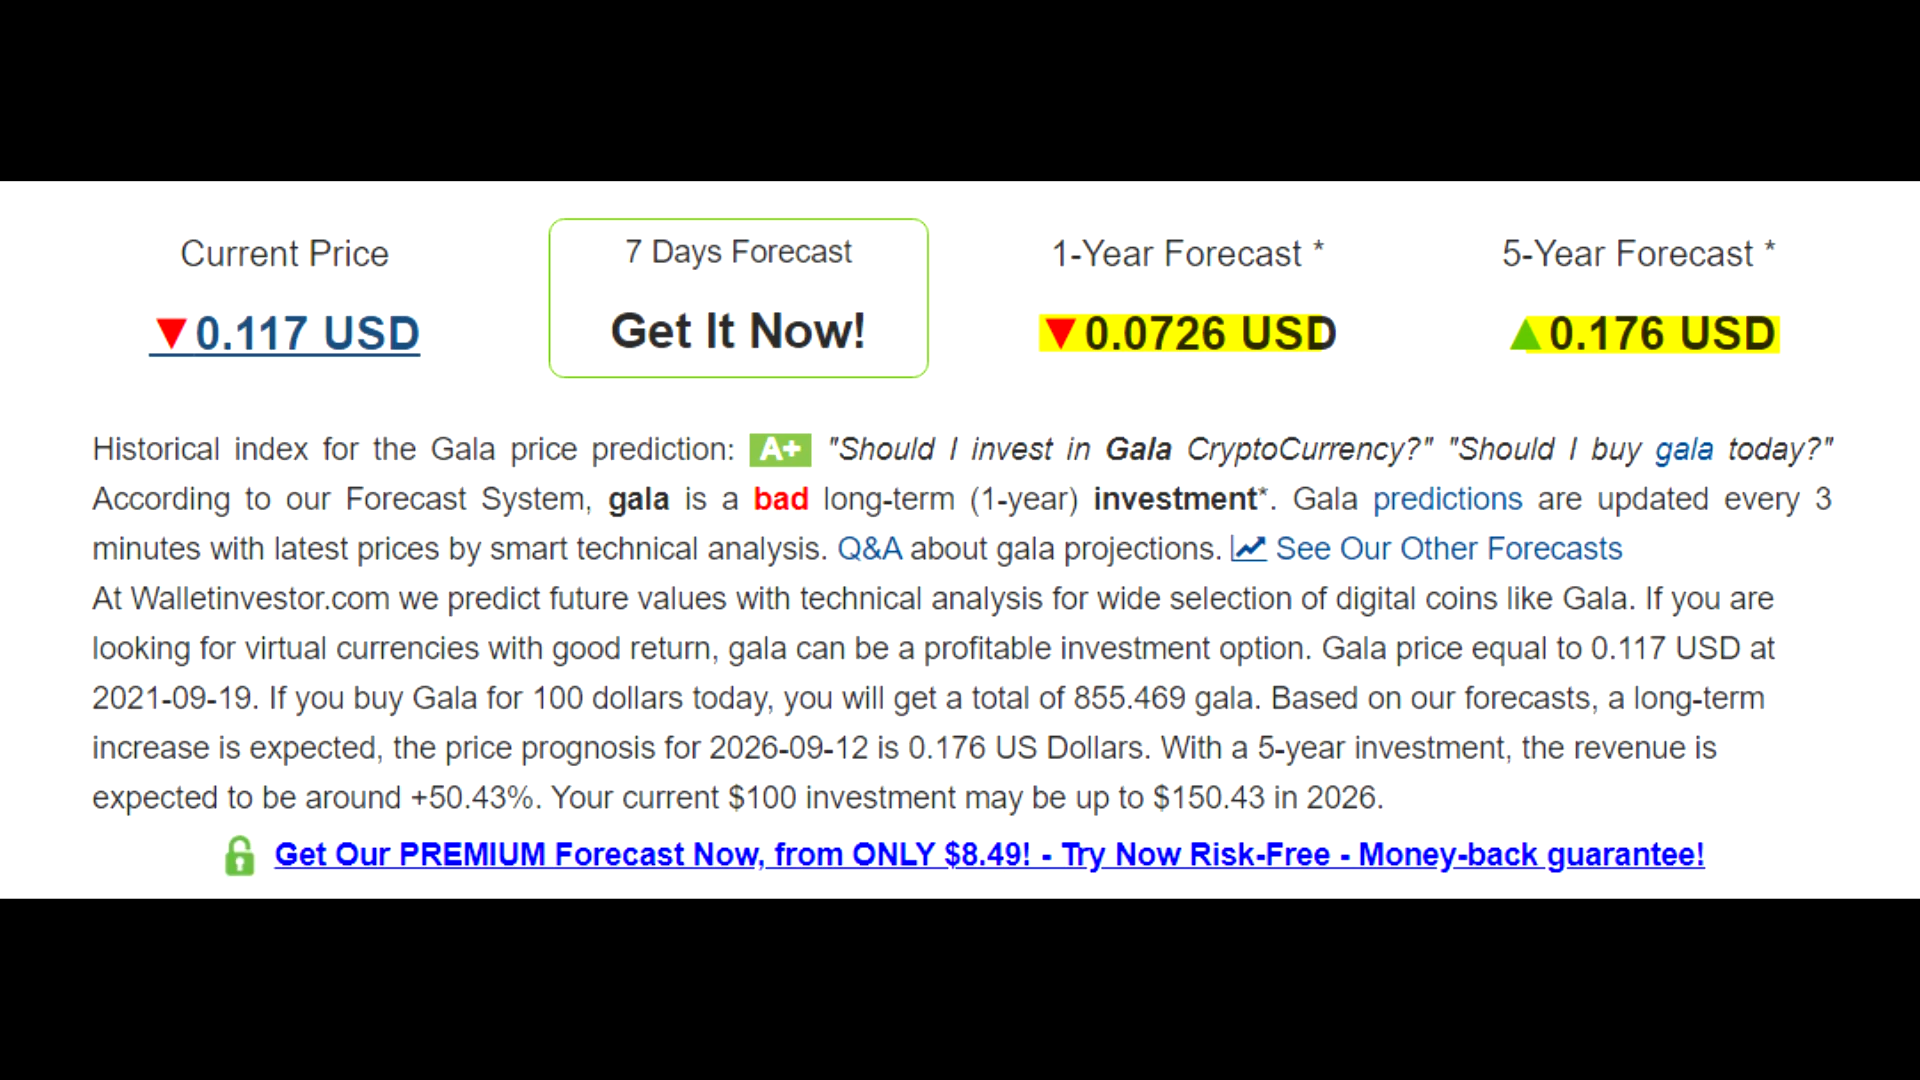 Current Price
7 Days Forecast
1-Year Forecast *
5-Year Forecast *
▼0.117 USD
Get It Now!
▼0.0726 USD
▲0.176 USD
Historical index for the Gala price prediction: A+ "Should I invest in Gala CryptoCurrency?" "Should I buy gala today?"
According to our Forecast System, gala is a bad long-term (1-year) investment*. Gala predictions are updated every 3
minutes with latest prices by smart technical analysis. Q&A about gala projections. See Our Other Forecasts
At Walletinvestor.com we predict future values with technical analysis for wide selection of digital coins like Gala. If you are
looking for virtual currencies with good return, gala can be a profitable investment option. Gala price equal to 0.117 USD at
2021-09-19. If you buy Gala for 100 dollars today, you will get a total of 855.469 gala. Based on our forecasts, a long-term
increase is expected, the price prognosis for 2026-09-12 is 0.176 US Dollars. With a 5-year investment, the revenue is
expected to be around +50.43%. Your current $100 investment may be up to $150.43 in 2026.
Get Our PREMIUM Forecast Now, from ONLY $8.49! - Try Now Risk-Free - Money-back guarantee!